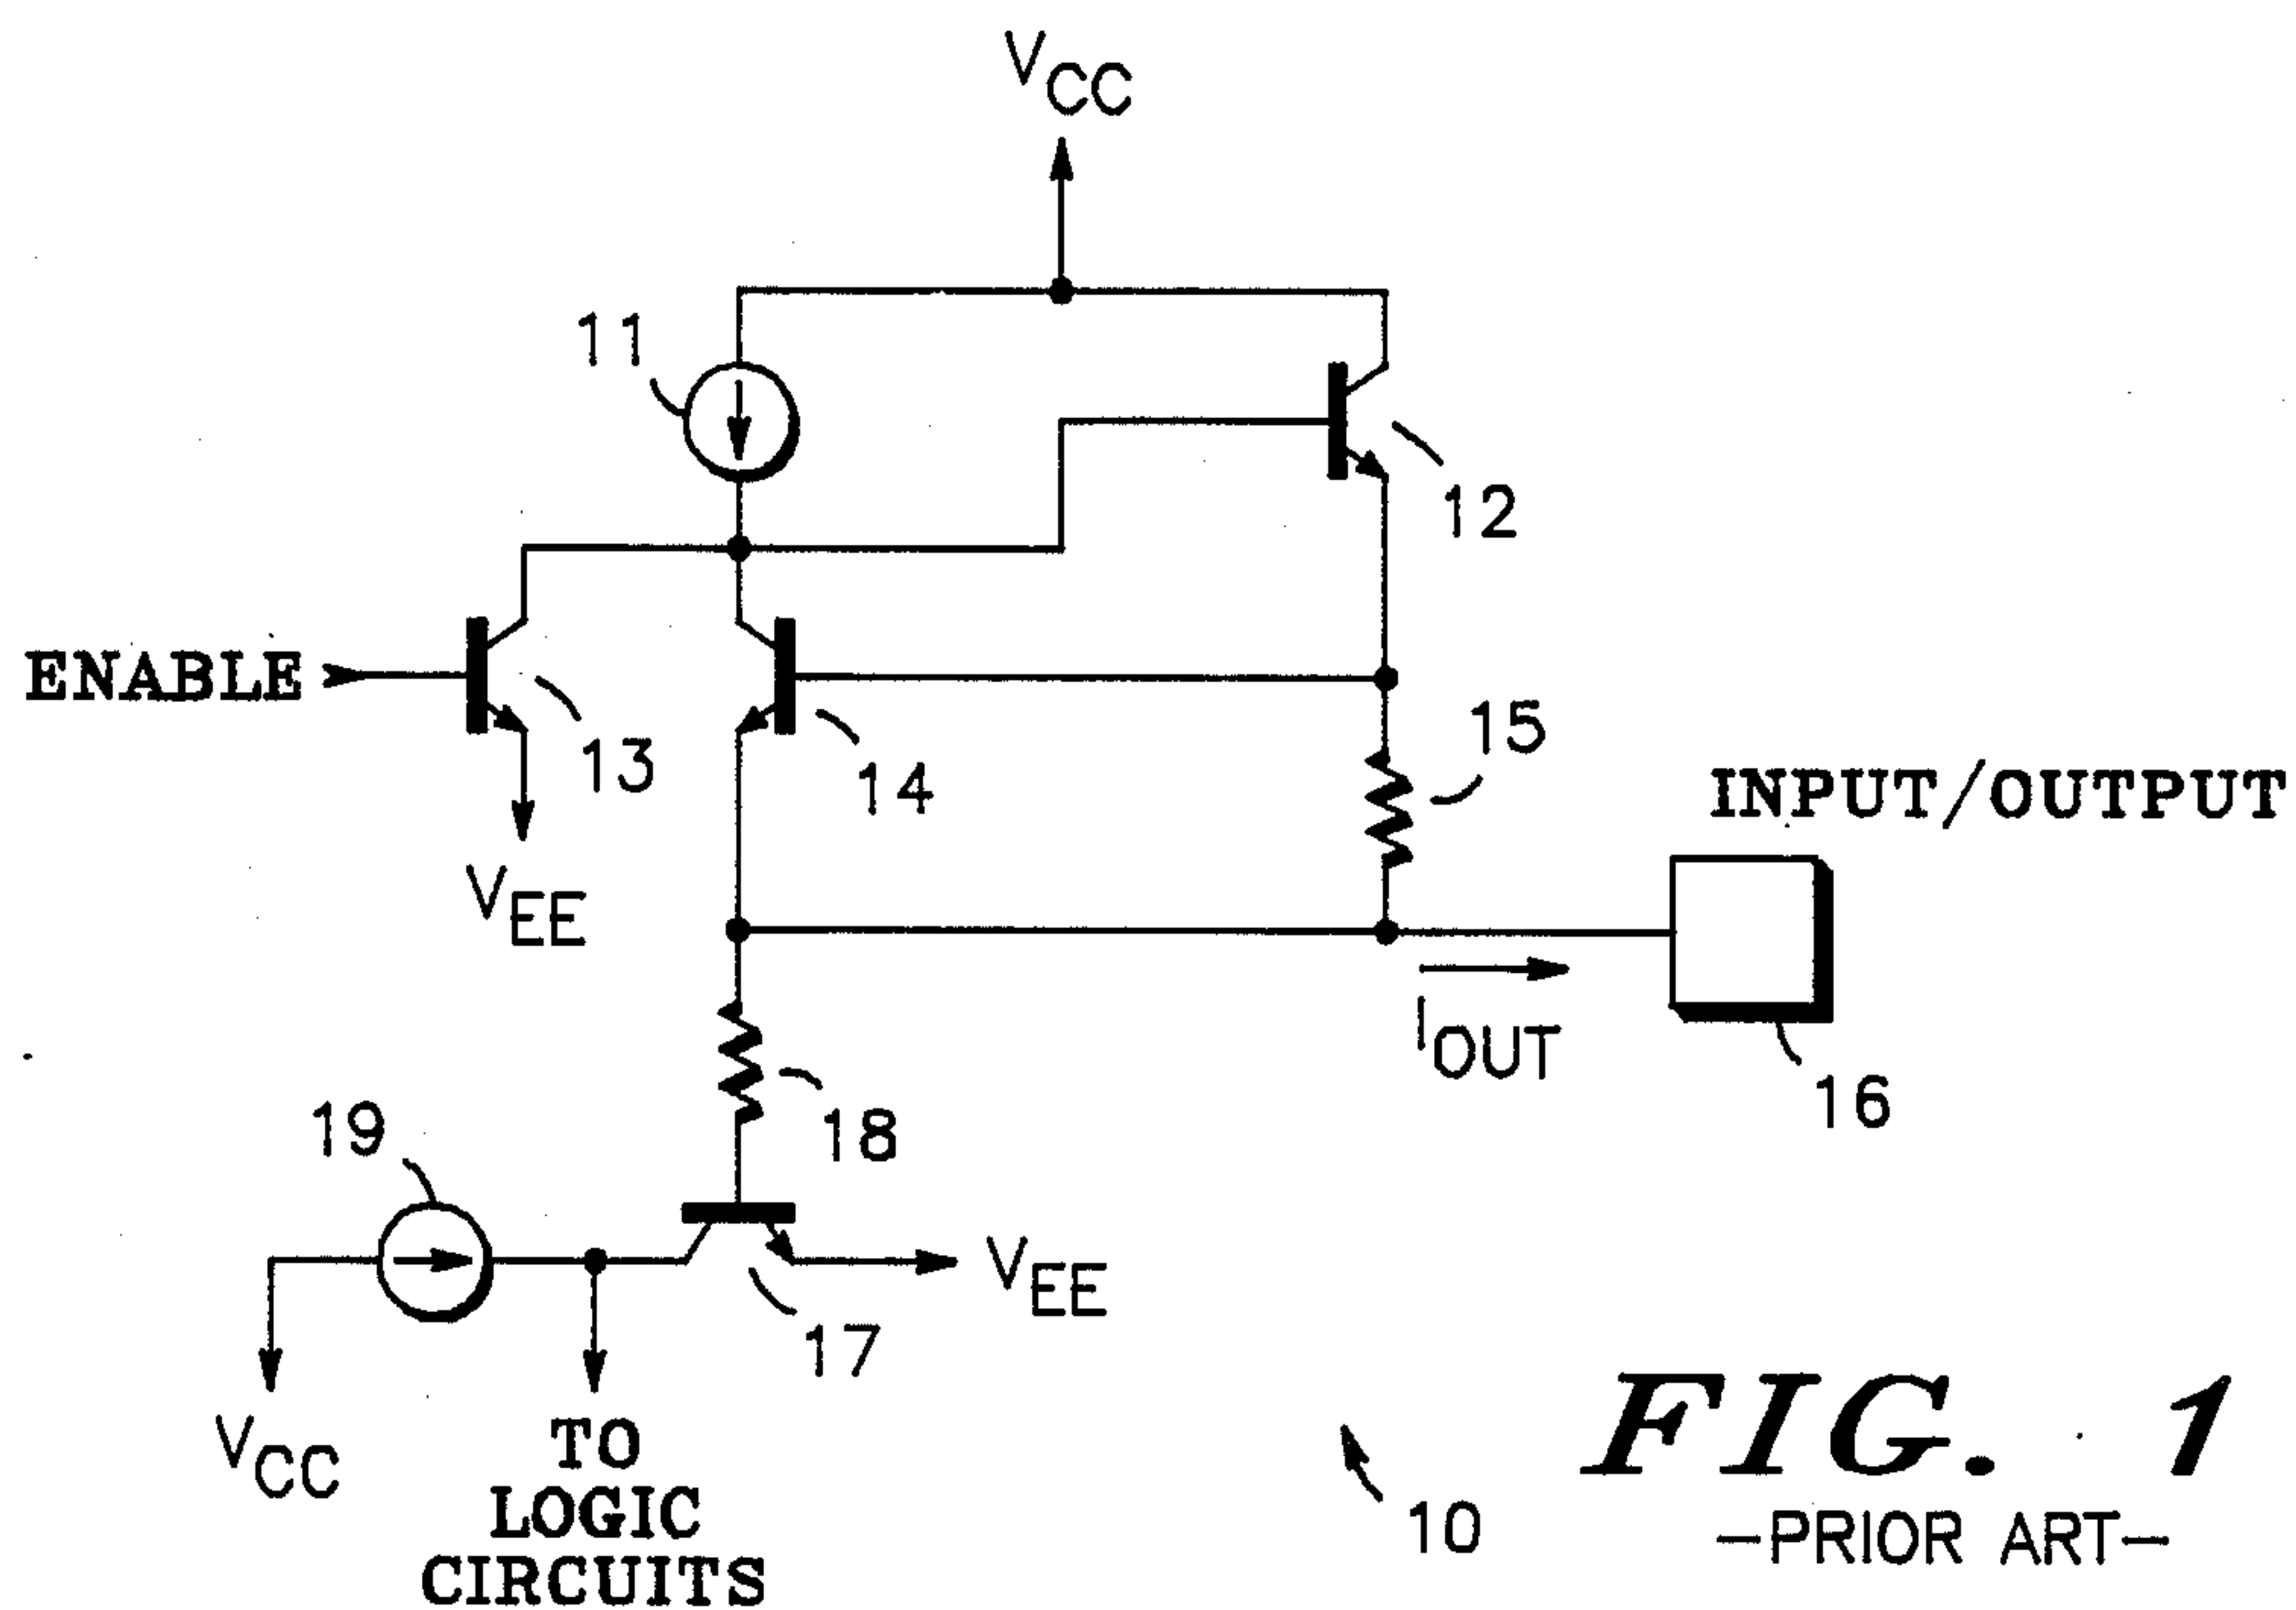 VCC
11
12
ENABLE
13
14
15
INPUT/OUTPUT
VEE
IOUT
16
18
19
VEE
17
VCC
TO
LOGIC
CIRCUITS
10
FIG. 1
-PRIOR ART-